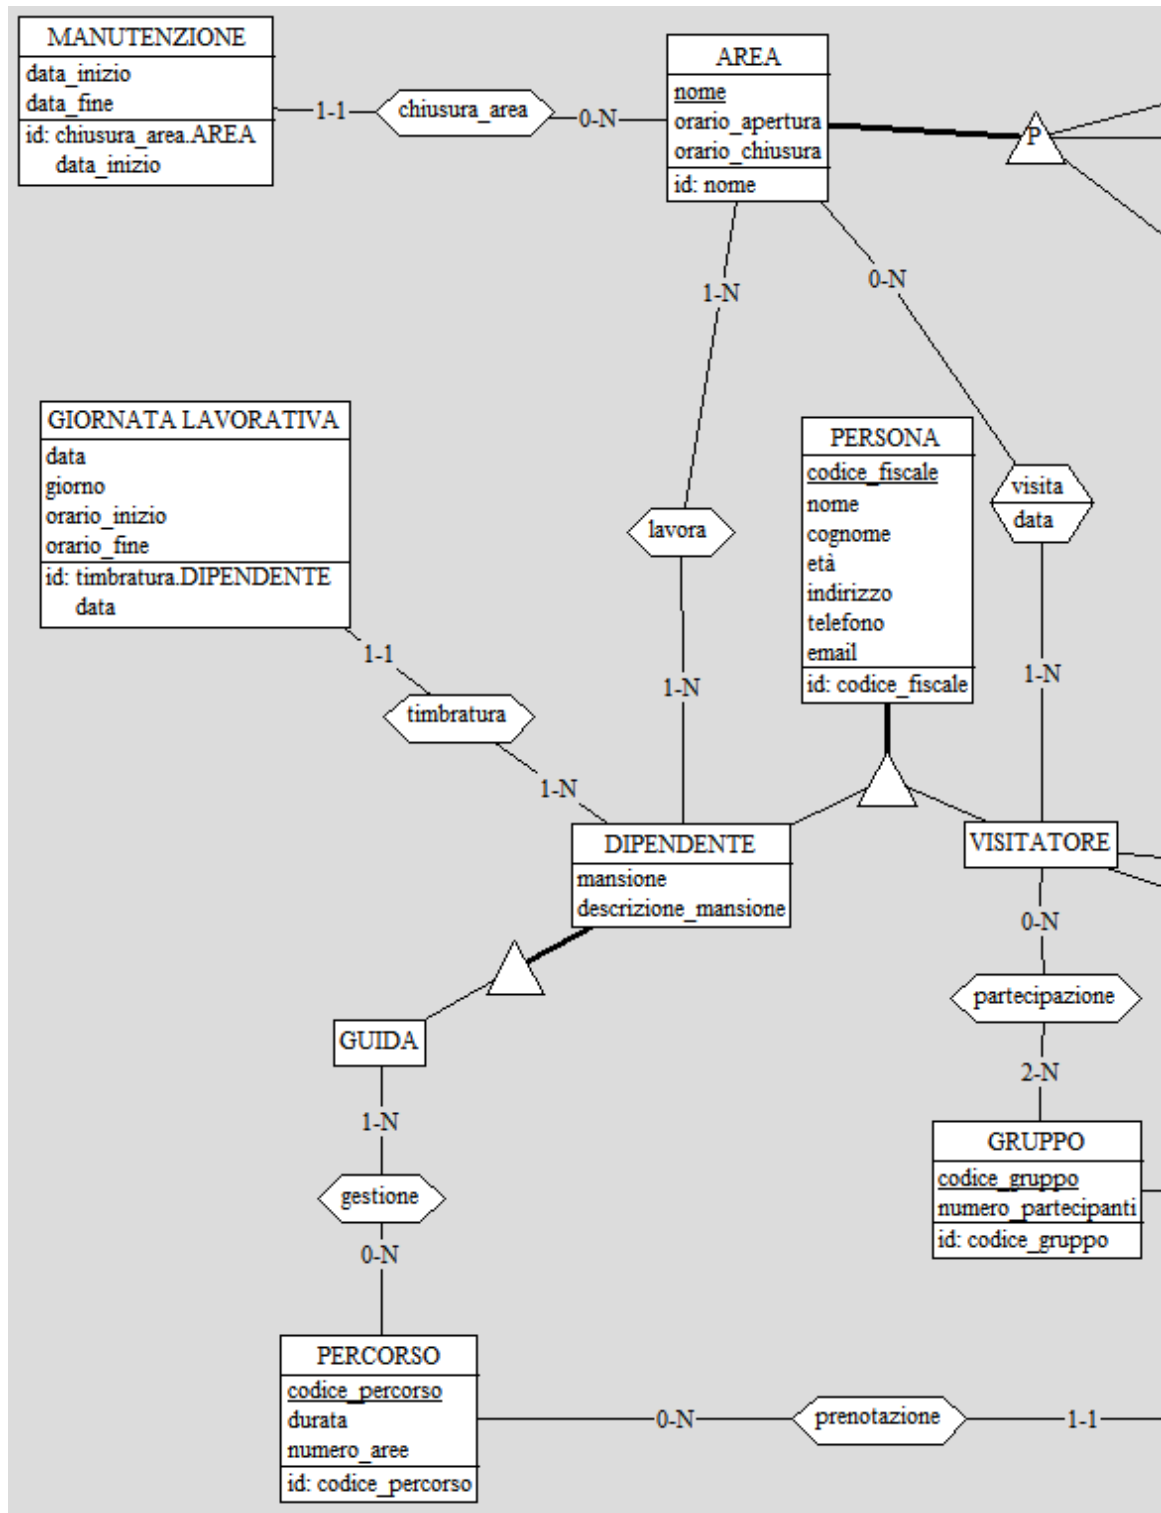 MANUTENZIONE
data_inizio
data_fine
id: chiusura_area.AREA
data_inizio
1-1
chiusura_area
0-N
AREA
nome
orario_apertura
orario_chiusura
id: nome
P
1-N
0-N
GIORNATA LAVORATIVA
data
giorno
orario_inizio
orario_fine
id: timbratura.DIPENDENTE
data
lavora
PERSONA
codice_fiscale
nome
cognome
età
indirizzo
telefono
email
id: codice_fiscale
visita
data
1-1
timbratura
1-N
1-N
1-N
DIPENDENTE
mansione
descrizione_mansione
VISITATORE
0-N
partecipazione
2-N
GUIDA
1-N
gestione
0-N
GRUPPO
codice_gruppo
numero_partecipanti
id: codice_gruppo
PERCORSO
codice_percorso
durata
numero_aree
id: codice_percorso
0-N
prenotazione
1-1